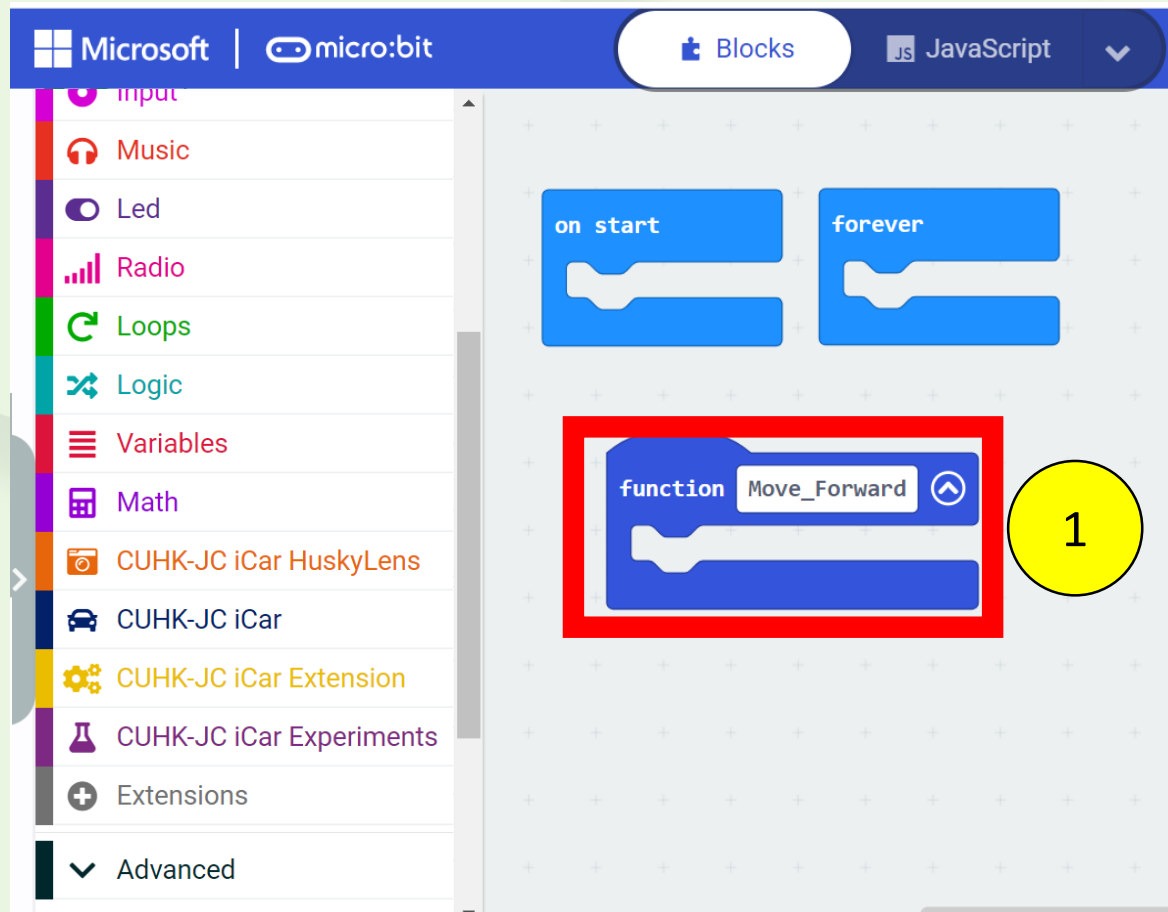 Microsoft micro:bit Blocks JS JavaScript
Input
Music
Led
Radio
Loops
Logic
Variables
Math
CUHK-JC iCar HuskyLens
CUHK-JC iCar
CUHK-JC iCar Extension
CUHK-JC iCar Experiments
Extensions
Advanced
on start
forever
function Move_Forward
1